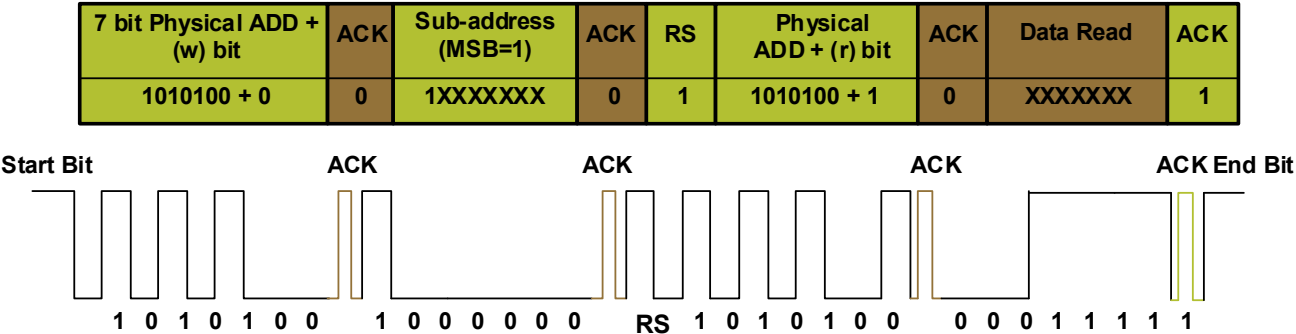 7 bit Physical ADD + (w) bit ACK Sub-address (MSB=1) ACK RS Physical ADD + (r) bit ACK Data Read ACK
1010100 + 0 0 1XXXXXXX 0 1 1010100 + 1 0 XXXXXXX 1
Start Bit ACK ACK ACK ACK End Bit
1 0 1 0 1 0 0 1 0 0 0 0 0 0 RS 1 0 1 0 1 0 0 0 0 0 1 1 1 1 1